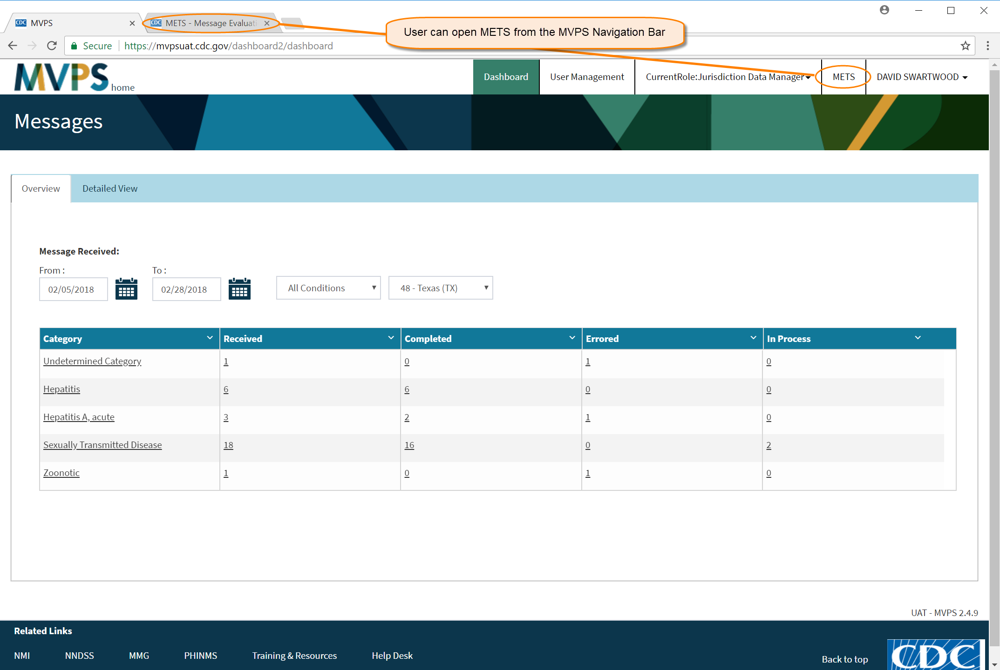 CDC MVPS
CDC METS - Message Evaluati
User can open METS from the MVPS Navigation Bar
Secure https://mvpsuat.cdc.gov/dashboard2/dashboard
MVPS home
Dashboard User Management CurrentRole:Jurisdiction Data Manager METS DAVID SWARTWOOD
Messages
Overview Detailed View
Message Received:
From : To :
02/05/2018 02/28/2018 All Conditions 48 - Texas (TX)
Category Received Completed Errored In Process
Undetermined Category 1 0 1 0
Hepatitis 6 6 0 0
Hepatitis A, acute 3 2 1 0
Sexually Transmitted Disease 18 16 0 2
Zoonotic 1 0 1 0
UAT - MVPS 2.4.9
Related Links
NMI NNDSS MMG PHINMS Training & Resources Help Desk
Back to top
CDC